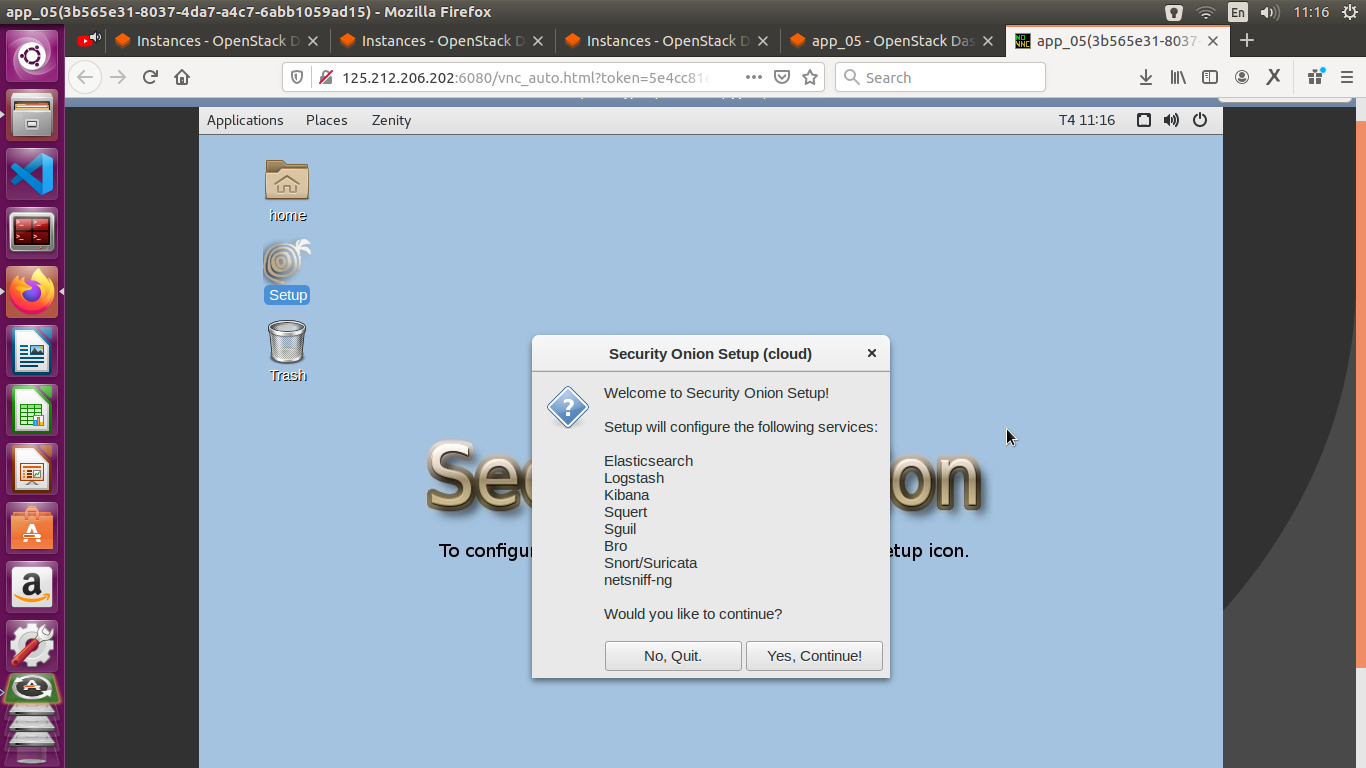 app_05(3b565e31-8037-4da7-a4c7-6abb1059ad15) - Mozilla Firefox
En
11:16
Instances - OpenStack D
Instances - OpenStack D
Instances - OpenStack D
app_05 - OpenStack Das
app_05(3b565e31-8037-
125.212.206.202:6080/vnc_auto.html?token=5e4cc81
Search
Applications
Places
Zenity
T4 11:16
home
Setup
Trash
Security Onion Setup (cloud)
Welcome to Security Onion Setup!
Setup will configure the following services:
Elasticsearch
Logstash
Kibana
Squert
Sguil
Bro
Snort/Suricata
netsniff-ng
Would you like to continue?
No, Quit.
Yes, Continue!
Sec
on
To configu
etup icon.